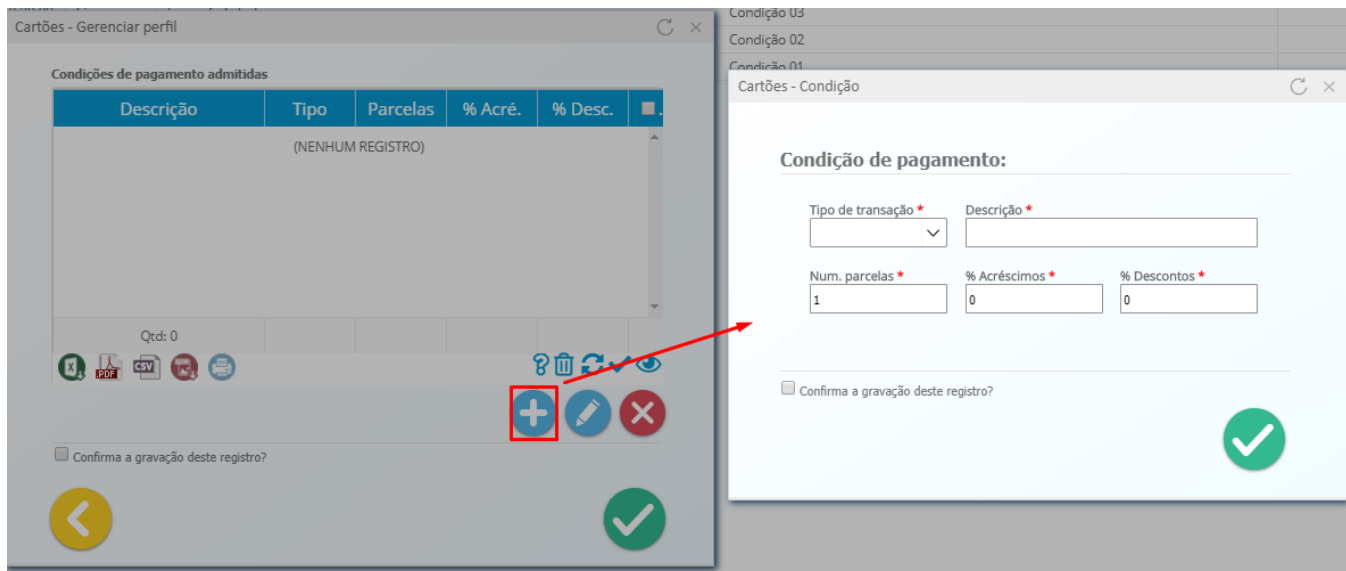 Cartões - Gerenciar perfil
Condições de pagamento admitidas
Descrição Tipo Parcelas % Acré. % Desc. .
(NENHUM REGISTRO)
Qtd: 0
PDF CSV
Confirma a gravação deste registro?
Condição 03
Condição 02
Condição 01
Cartões - Condição
Condição de pagamento:
Tipo de transação * Descrição *
Num. parcelas * % Acréscimos * % Descontos *
1 0 0
Confirma a gravação deste registro?